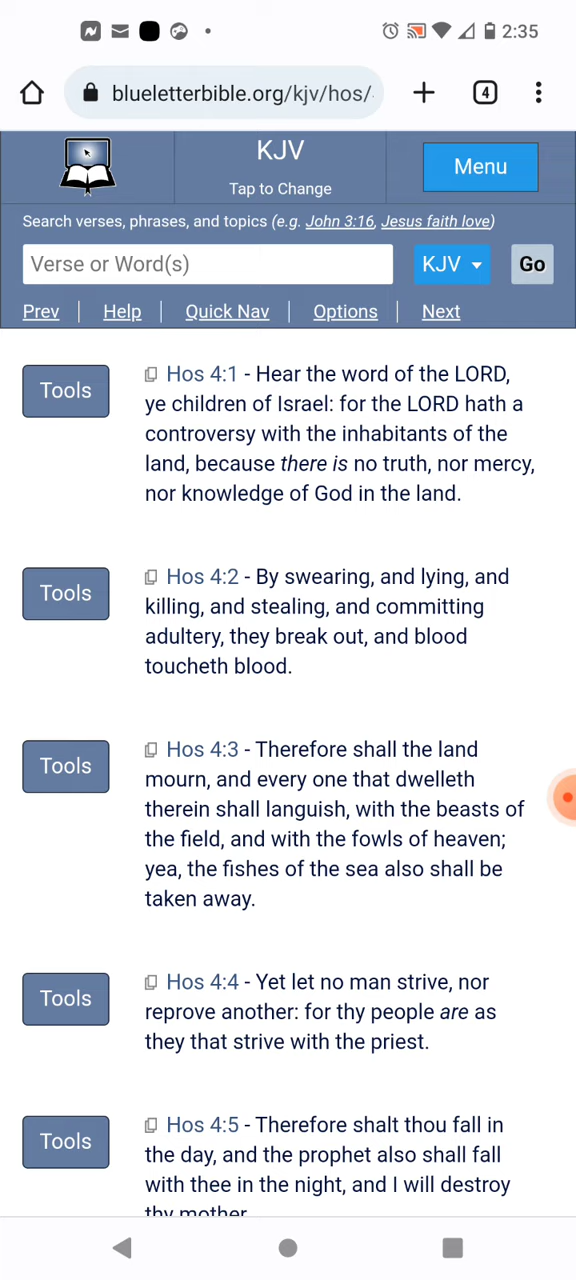 2:35
blueletterbible.org/kjv/hos/
4
KJV
Tap to Change
Menu
Search verses, phrases, and topics (e.g. John 3:16, Jesus faith love)
Verse or Word(s)
KJV
Go
Prev | Help | Quick Nav | Options | Next
Tools
Hos 4:1 - Hear the word of the LORD,
ye children of Israel: for the LORD hath a
controversy with the inhabitants of the
land, because there is no truth, nor mercy,
nor knowledge of God in the land.
Tools
Hos 4:2 - By swearing, and lying, and
killing, and stealing, and committing
adultery, they break out, and blood
toucheth blood.
Tools
Hos 4:3 - Therefore shall the land
mourn, and every one that dwelleth
therein shall languish, with the beasts of
the field, and with the fowls of heaven;
yea, the fishes of the sea also shall be
taken away.
Tools
Hos 4:4 - Yet let no man strive, nor
reprove another: for thy people are as
they that strive with the priest.
Tools
Hos 4:5 - Therefore shalt thou fall in
the day, and the prophet also shall fall
with thee in the night, and I will destroy
thy mother